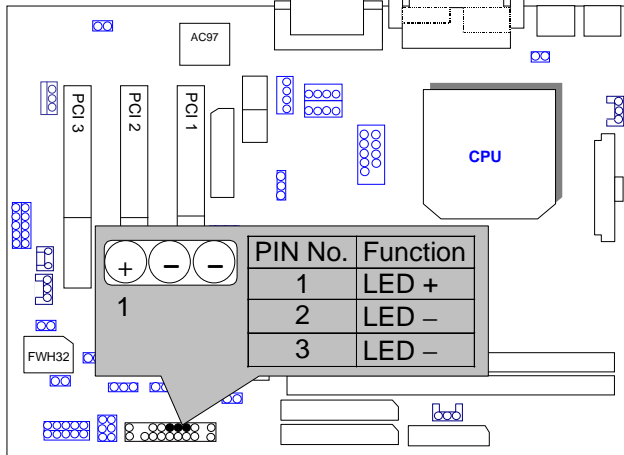 AC97
PCI 3
PCI 2
PCI 1
CPU
+ – –
1
PIN No. Function
1 LED +
2 LED –
3 LED –
FWH32